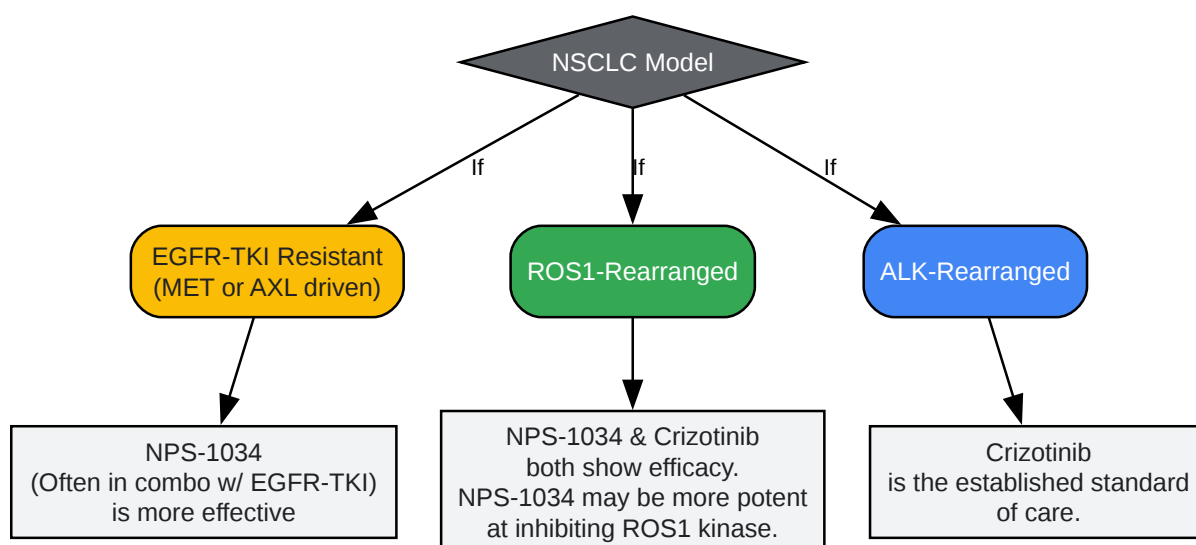 NSCLC Model
If
If
If
EGFR-TKI Resistant
(MET or AXL driven)
ROS1-Rearranged
ALK-Rearranged
NPS-1034
(Often in combo w/ EGFR-TKI)
is more effective
NPS-1034 & Crizotinib
both show efficacy.
NPS-1034 may be more potent
at inhibiting ROS1 kinase.
Crizotinib
is the established standard
of care.